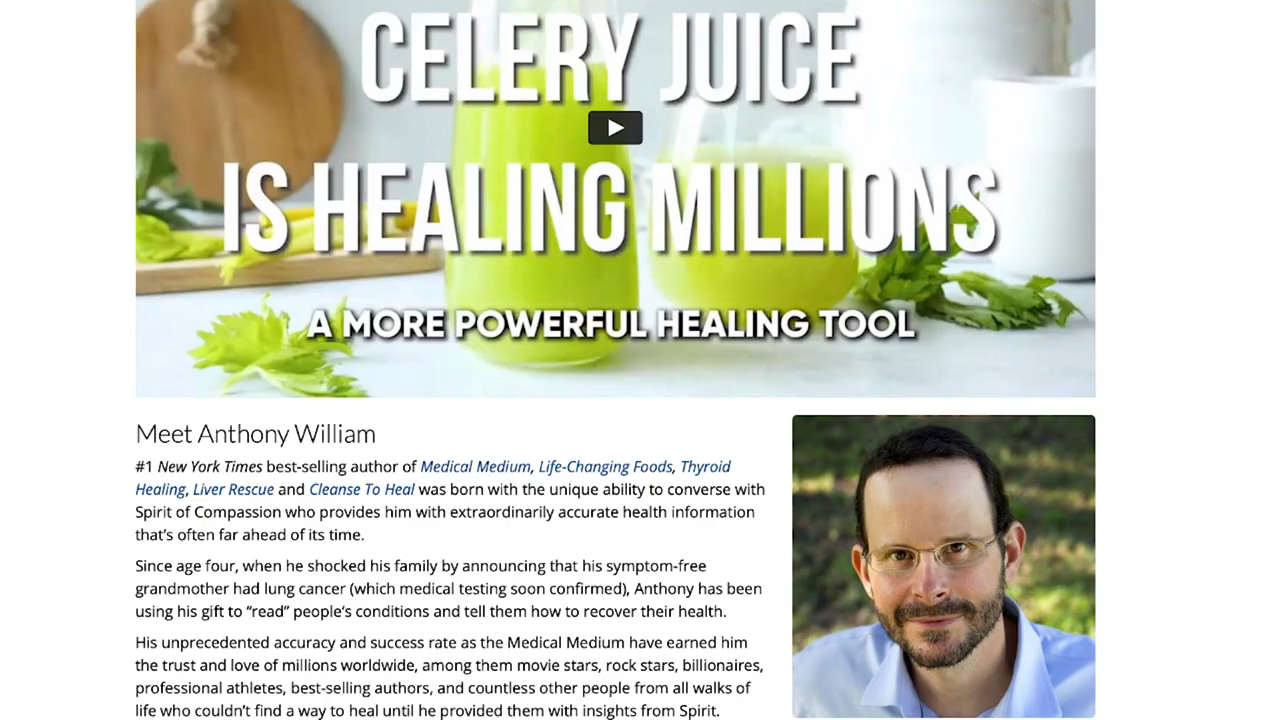 CELERY JUICE
IS HEALING MILLIONS
A MORE POWERFUL HEALING TOOL
Meet Anthony William
#1 New York Times best-selling author of Medical Medium, Life-Changing Foods, Thyroid
Healing, Liver Rescue and Cleanse To Heal was born with the unique ability to converse with
Spirit of Compassion who provides him with extraordinarily accurate health information
that's often far ahead of its time.
Since age four, when he shocked his family by announcing that his symptom-free
grandmother had lung cancer (which medical testing soon confirmed), Anthony has been
using his gift to “read” people's conditions and tell them how to recover their health.
His unprecedented accuracy and success rate as the Medical Medium have earned him
the trust and love of millions worldwide, among them movie stars, rock stars, billionaires,
professional athletes, best-selling authors, and countless other people from all walks of
life who couldn't find a way to heal until he provided them with insights from Spirit.